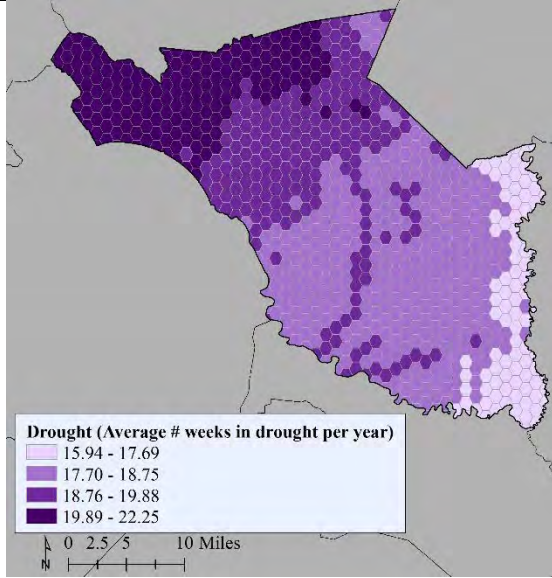 Drought (Average # weeks in drought per year)
15.94 - 17.69
17.70 - 18.75
18.76 - 19.88
19.89 - 22.25
N 0 2.5 5 10 Miles